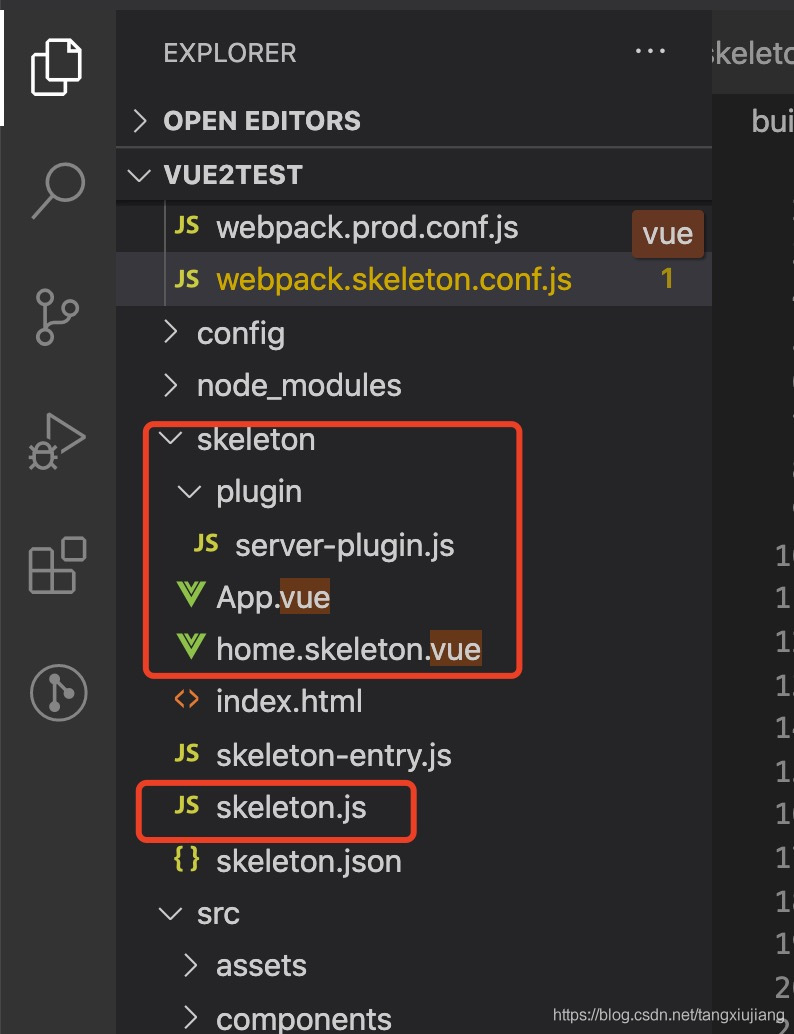 EXPLORER ...
skeleto
OPEN EDITORS
bui
VUE2TEST
JS webpack.prod.conf.js
vue
JS webpack.skeleton.conf.js 1
config
node_modules
skeleton
plugin
JS server-plugin.js
App.vue
home.skeleton.vue
<> index.html
JS skeleton-entry.js
JS skeleton.js
{} skeleton.json
src
assets
components
https://blog.csdn.net/tangxiujiang